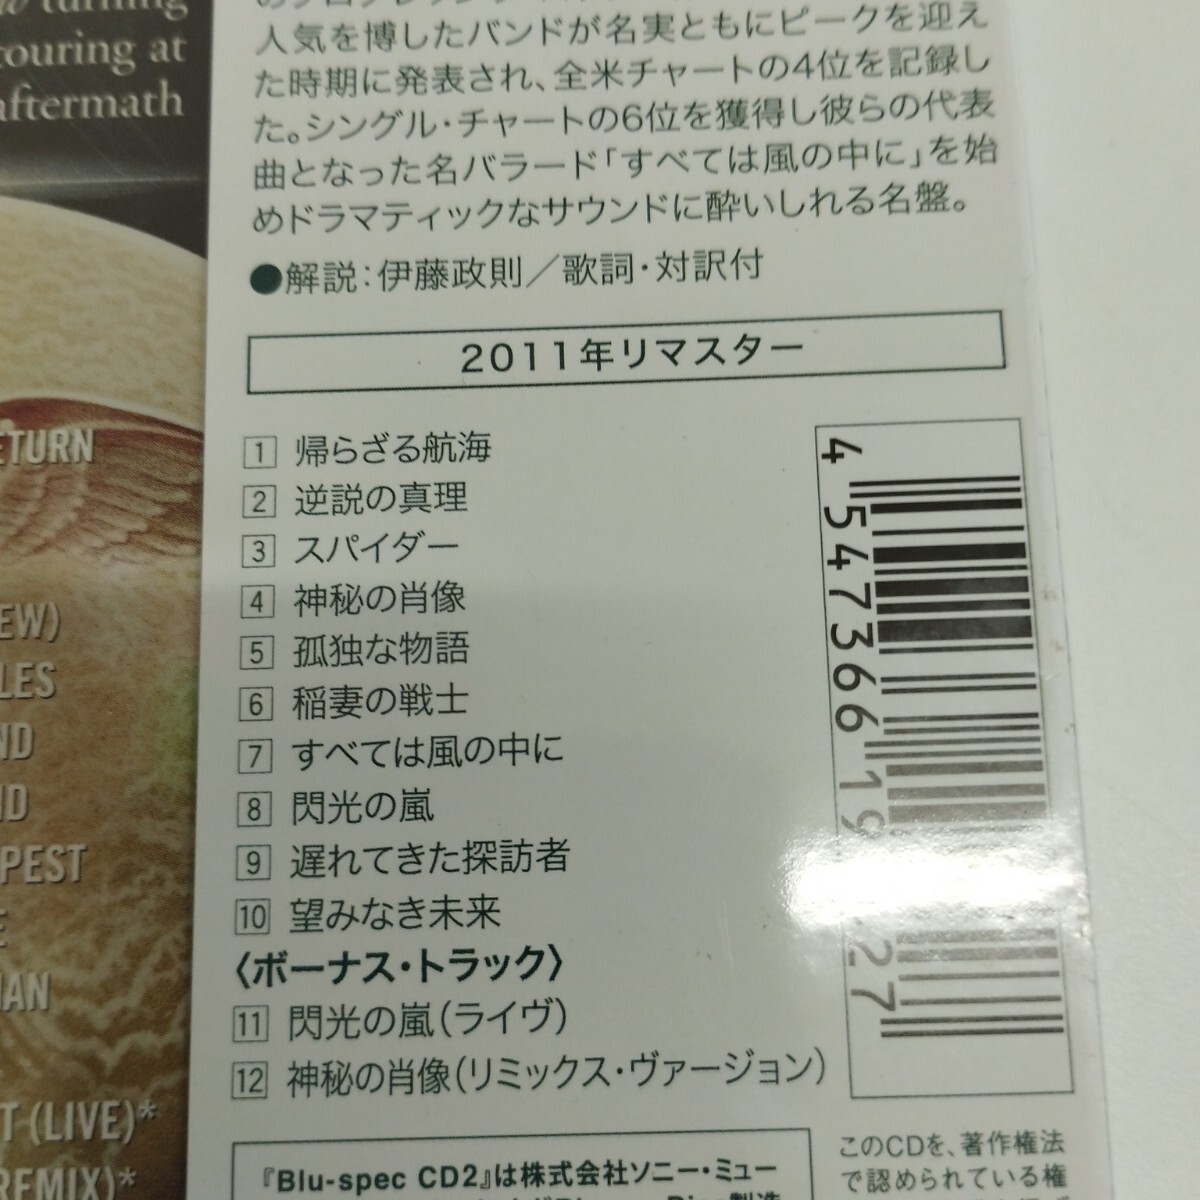 turning
touring at
aftermath
ETURN
EW)
LES
ND
ND
PEST
E
MAN
T (LIVE)*
REMIX)*
人気を博したバンドが名実ともにピークを迎え
た時期に発表され、全米チャートの4位を記録し
た。シングル・チャートの6位を獲得し彼らの代表
曲となった名バラード「すべては風の中に」を始
めドラマティックなサウンドに酔いしれる名盤。
●解説：伊藤政則／歌詞・対訳付
2011年リマスター
1 帰らざる航海
2 逆説の真理
3 スパイダー
4 神秘の肖像
5 孤独な物語
6 稲妻の戦士
7 すべては風の中に
8 閃光の嵐
9 遅れてきた探訪者
10 望みなき未来
〈ボーナス・トラック〉
11 閃光の嵐（ライヴ）
12 神秘の肖像（リミックス・ヴァージョン）
4 547366 19 27
『Blu-spec CD2』は株式会社ソニー・ミュー
このCDを、著作権法
で認められている権